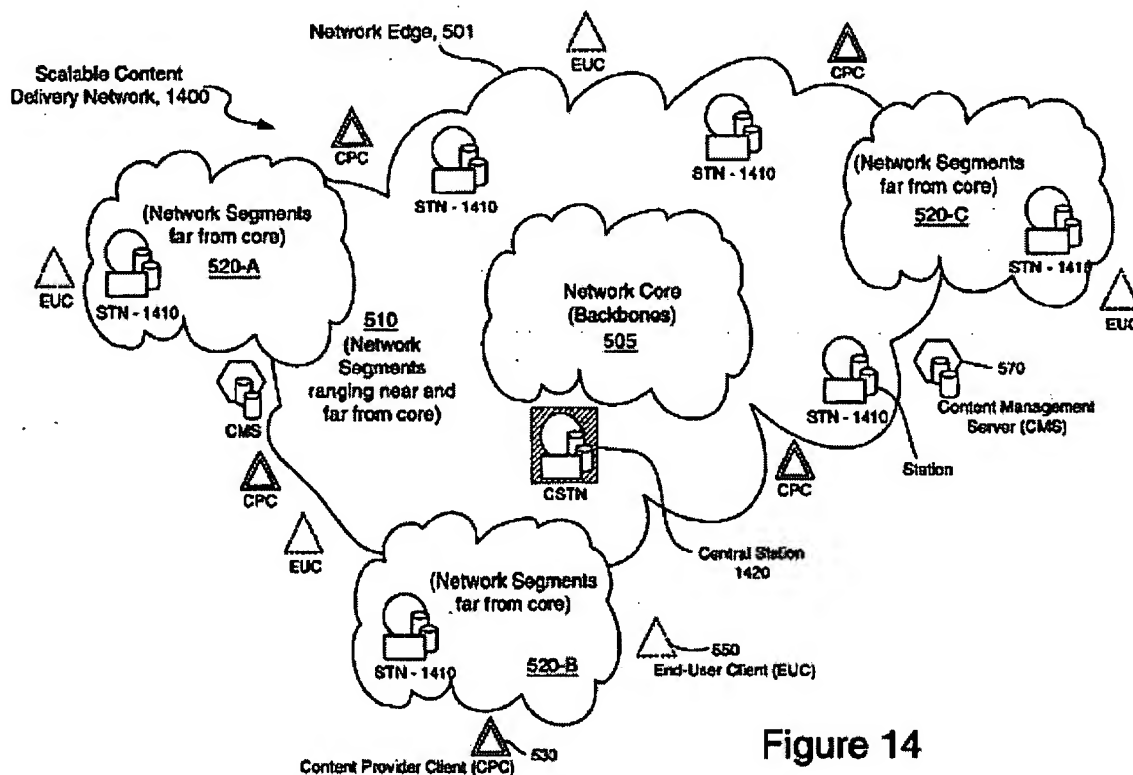 Network Edge, 501
EUC
CPC
Scalable Content
Delivery Network, 1400
CPC
STN - 1410
STN - 1410
(Network Segments
far from core)
520-C
STN - 1410
(Network Segments
far from core)
520-A
STN - 1410
EUC
EUC
Network Core
(Backbones)
505
510
(Network
Segments
ranging near and
far from core)
CMS
STN - 1410
570
Content Management
Server (CMS)
Station
CSTN
CPC
CPC
EUC
Central Station
1420
(Network Segments
far from core)
STN - 1410
520-B
550
End-User Client (EUC)
530
Content Provider Client (CPC)
Figure 14